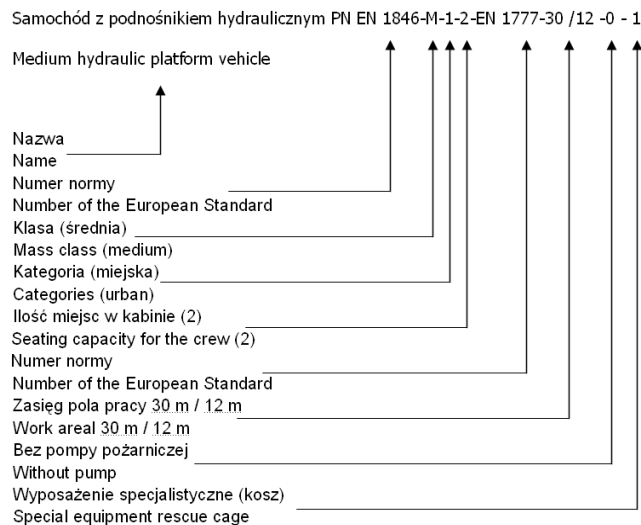 Samochód z podnośnikiem hydraulicznym PN EN 1846-M-1-2-EN 1777-30 /12 -0 - 1
Medium hydraulic platform vehicle
Nazwa
Name
Numer normy
Number of the European Standard
Klasa (średnia)
Mass class (medium)
Kategoria (miejska)
Categories (urban)
Ilość miejsc w kabinie (2)
Seating capacity for the crew (2)
Numer normy
Number of the European Standard
Zasięg pola pracy 30 m / 12 m
Work areal 30 m / 12 m
Bez pompy pożarniczej
Without pump
Wyposażenie specjalistyczne (kosz)
Special equipment rescue cage